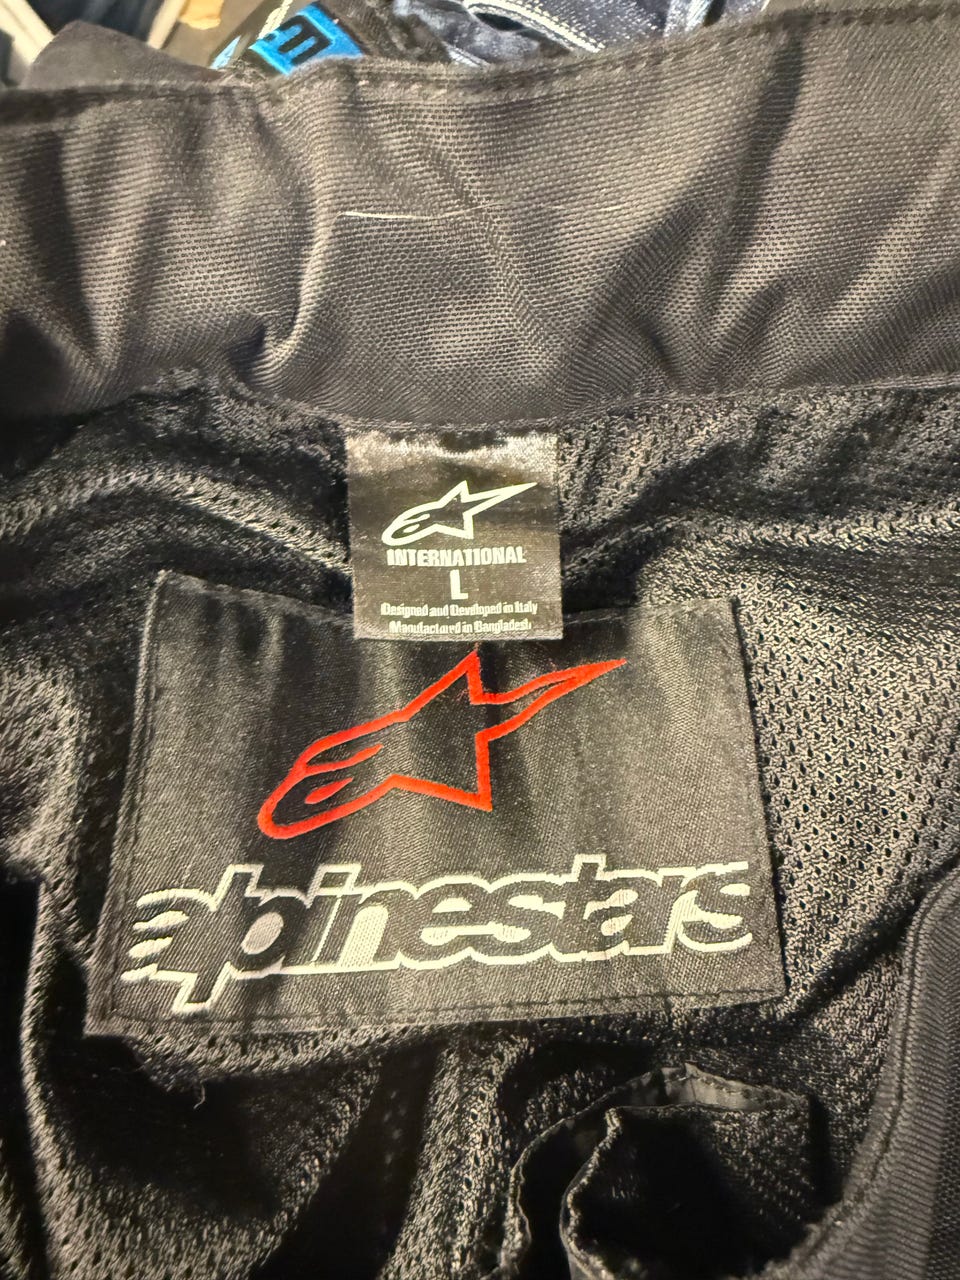 INTERNATIONAL
L
Designed and Developed in Italy
Manufactured in Bangladesh
alpinestars